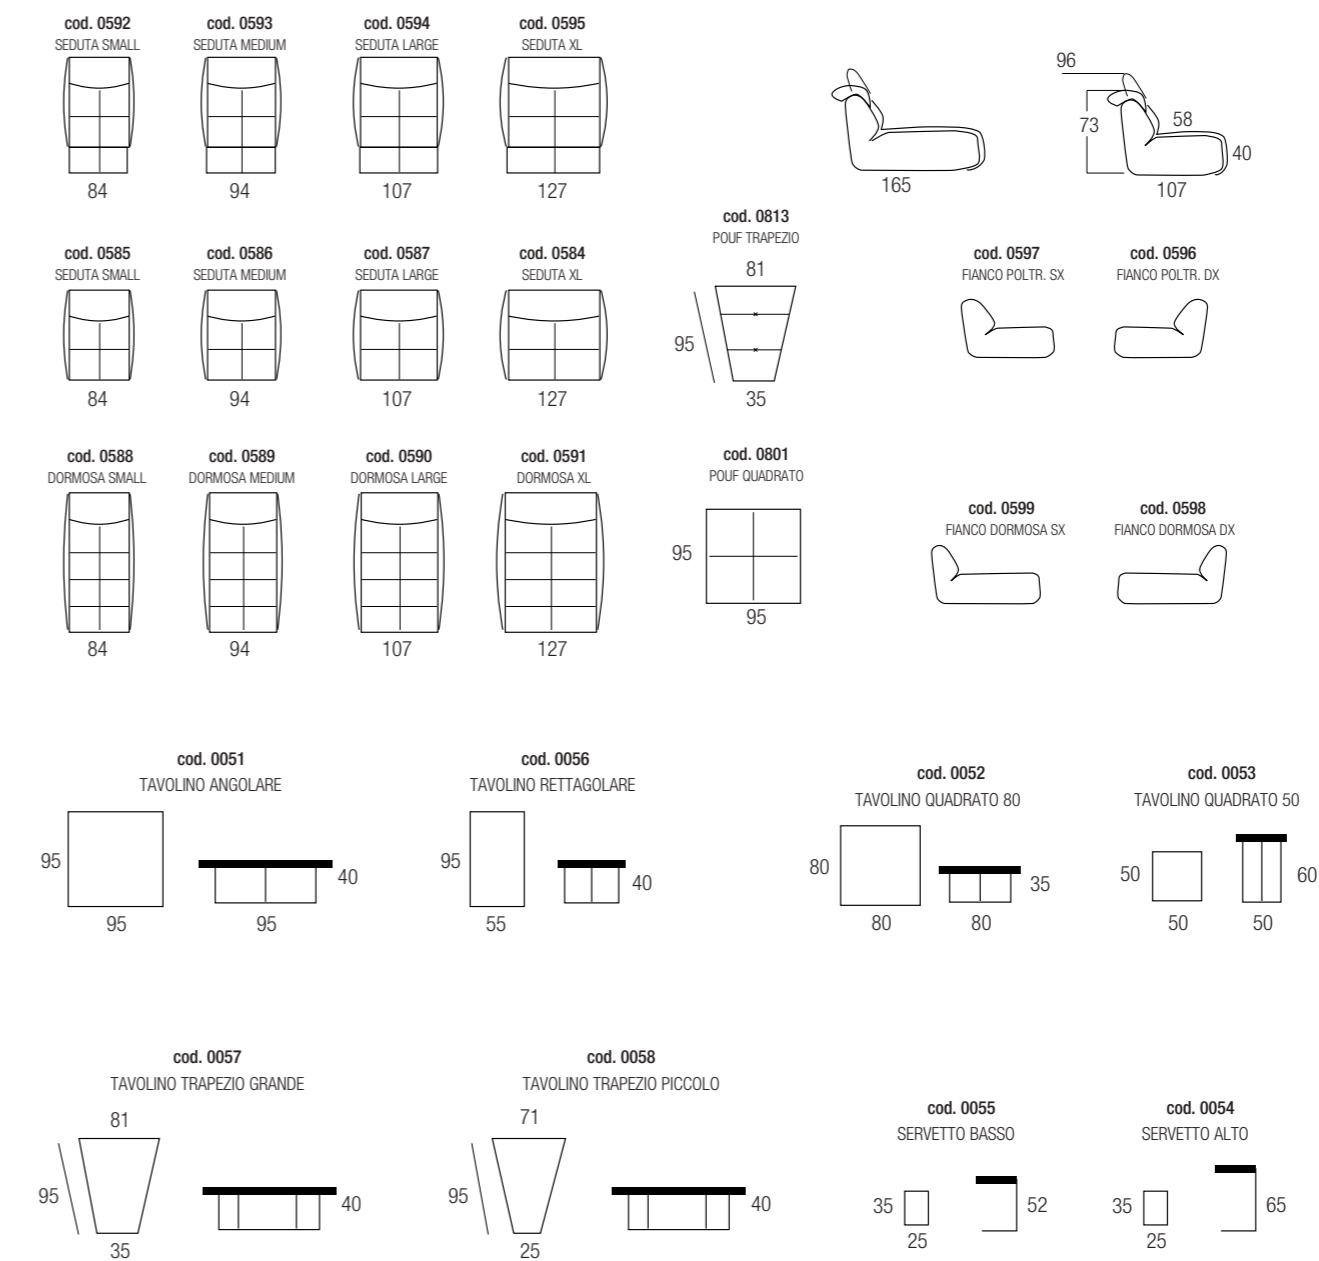 cod. 0592
SEDUTA SMALL
84
cod. 0593
SEDUTA MEDIUM
94
cod. 0594
SEDUTA LARGE
107
cod. 0595
SEDUTA XL
127
165
96
73
58
40
107
cod. 0585
SEDUTA SMALL
84
cod. 0586
SEDUTA MEDIUM
94
cod. 0587
SEDUTA LARGE
107
cod. 0584
SEDUTA XL
127
cod. 0813
POUF TRAPEZIO
81
95
35
cod. 0597
FIANCO POLTR. SX
cod. 0596
FIANCO POLTR. DX
cod. 0588
DORMOSA SMALL
84
cod. 0589
DORMOSA MEDIUM
94
cod. 0590
DORMOSA LARGE
107
cod. 0591
DORMOSA XL
127
cod. 0801
POUF QUADRATO
95
95
cod. 0599
FIANCO DORMOSA SX
cod. 0598
FIANCO DORMOSA DX
cod. 0051
TAVOLINO ANGOLARE
95
95
95
40
cod. 0056
TAVOLINO RETTAGOLARE
95
55
40
cod. 0052
TAVOLINO QUADRATO 80
80
80
80
35
cod. 0053
TAVOLINO QUADRATO 50
50
50
50
60
cod. 0057
TAVOLINO TRAPEZIO GRANDE
81
95
35
40
cod. 0058
TAVOLINO TRAPEZIO PICCOLO
71
95
25
40
cod. 0055
SERVETTO BASSO
35
25
52
cod. 0054
SERVETTO ALTO
35
25
65